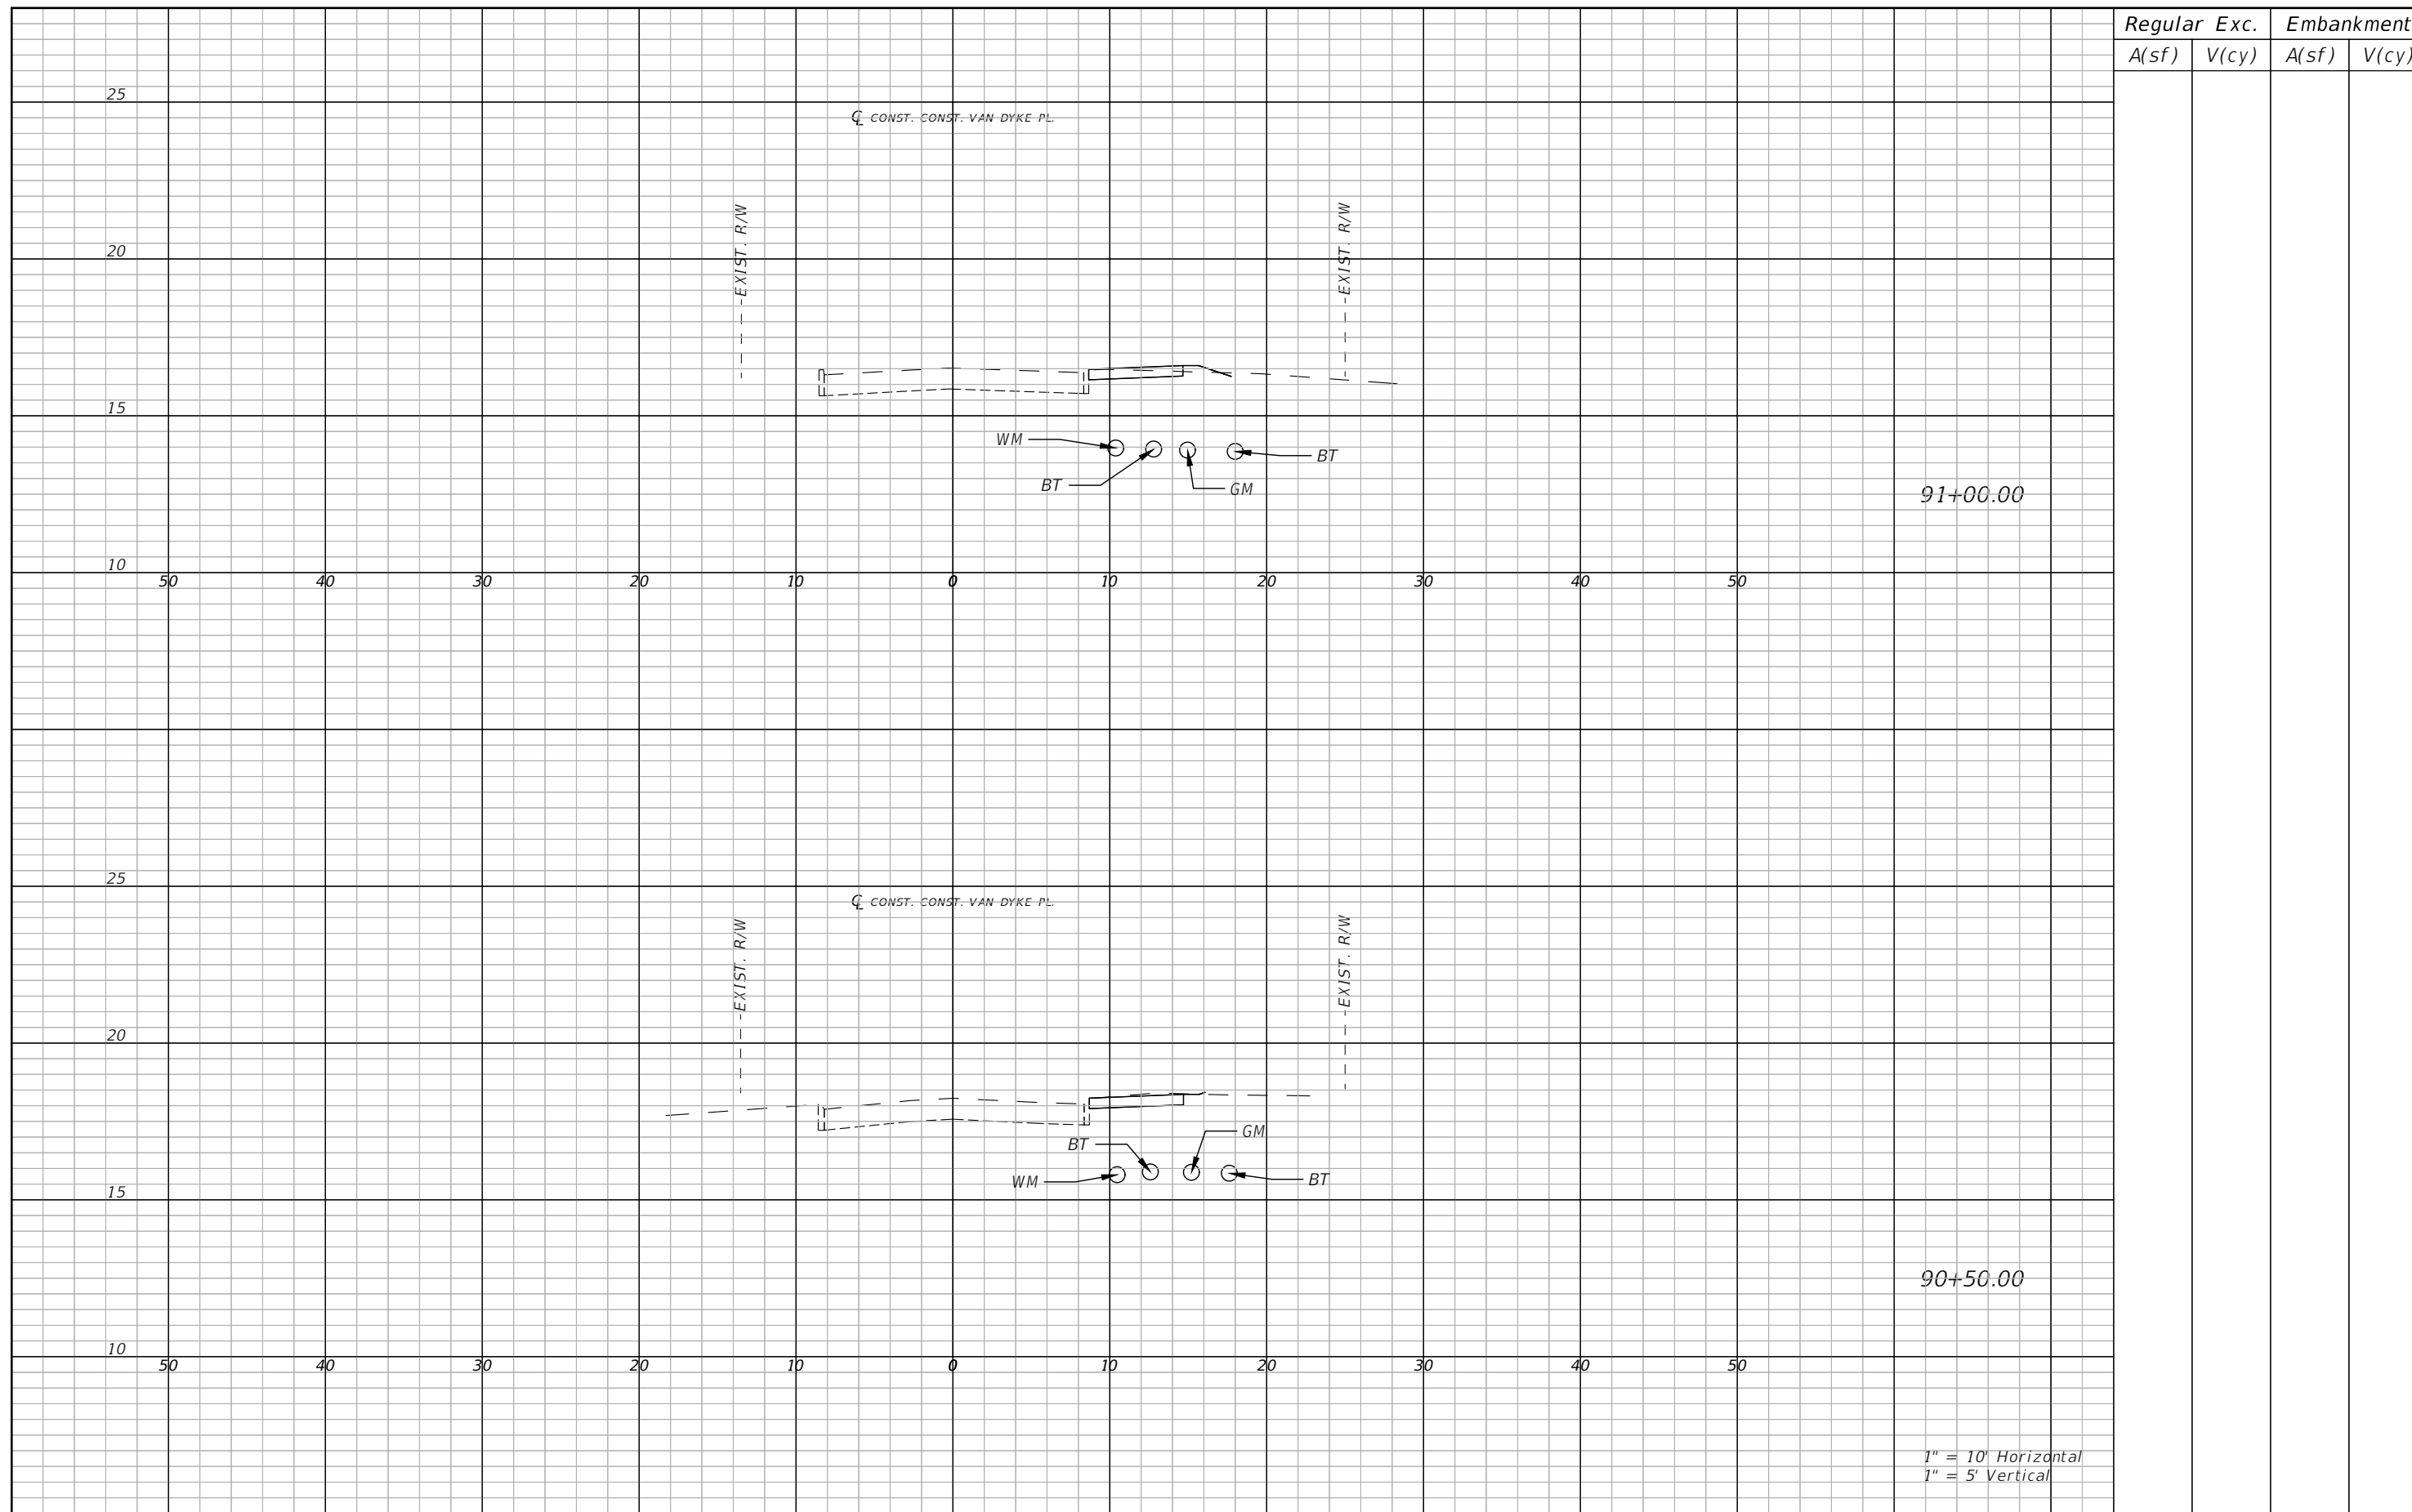 Regular Exc. Embankment
A(sf) V(cy) A(sf) V(cy)
25
℄ CONST. CONST. VAN DYKE PL.
EXIST. R/W EXIST. R/W
20
15
WM BT GM BT
91+00.00
10
50 40 30 20 10 0 10 20 30 40 50
25
℄ CONST. CONST. VAN DYKE PL.
EXIST. R/W EXIST. R/W
20
GM
BT
WM BT
15
90+50.00
10
50 40 30 20 10 0 10 20 30 40 50
1" = 10' Horizontal
1" = 5' Vertical